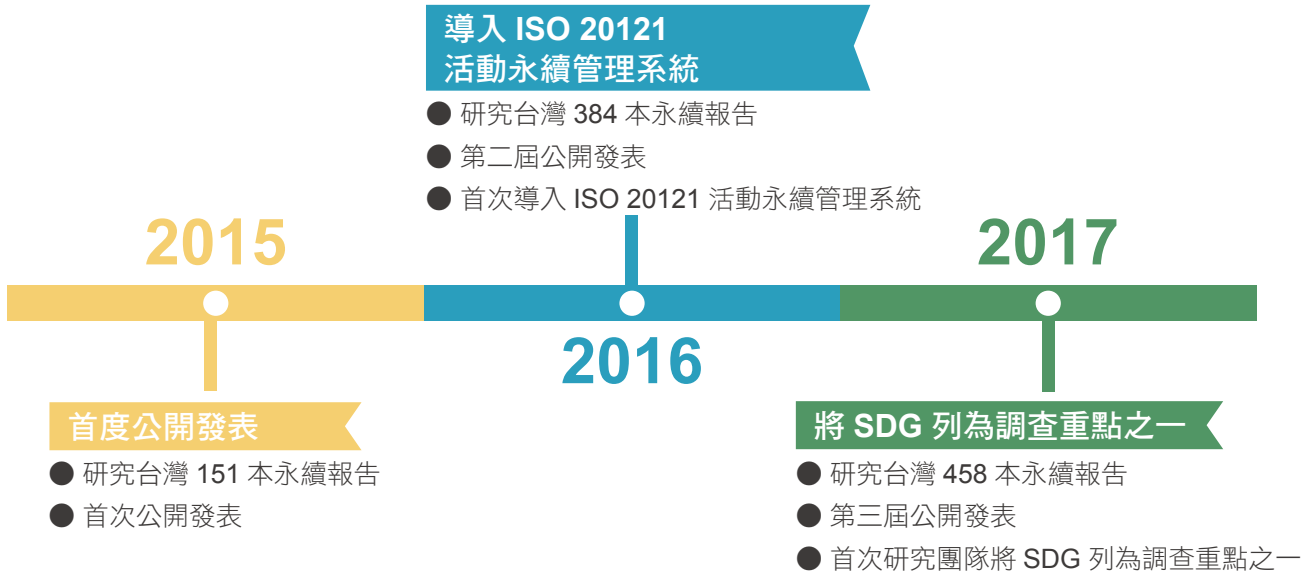 2015
首度公開發表
● 研究台灣 151 本永續報告
● 首次公開發表
導入 ISO 20121
活動永續管理系統
● 研究台灣 384 本永續報告
● 第二屆公開發表
● 首次導入 ISO 20121 活動永續管理系統
2016
2017
將 SDG 列為調查重點之一
● 研究台灣 458 本永續報告
● 第三屆公開發表
● 首次研究團隊將 SDG 列為調查重點之一